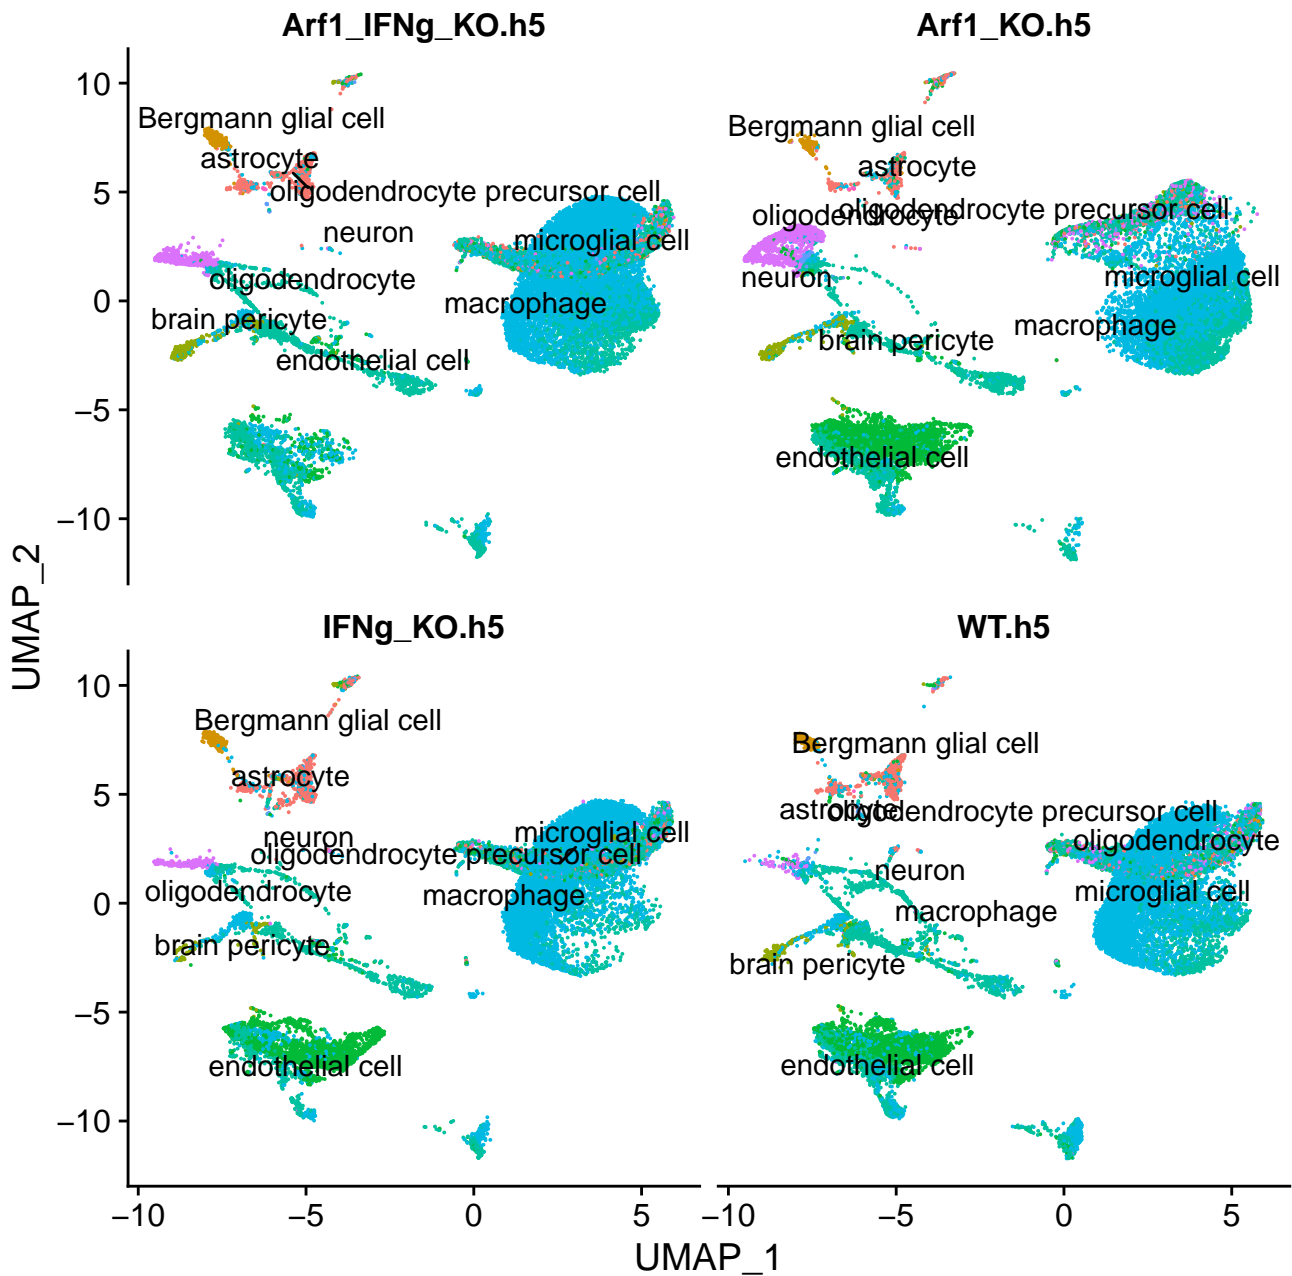 Arf1_IFNg_KO.h5
Arf1_KO.h5
10
5
0
−5
−10
Bergmann glial cell
astrocyte
oligodendrocyte precursor cell
neuron
microglial cell
oligodendrocyte
macrophage
brain pericyte
endothelial cell
Bergmann glial cell
astrocyte
oligodendrocyte precursor cell
oligodendrocyte
neuron
microglial cell
macrophage
brain pericyte
endothelial cell
UMAP_2
IFNg_KO.h5
WT.h5
10
5
0
−5
−10
Bergmann glial cell
astrocyte
neuron
microglial cell
oligodendrocyte precursor cell
oligodendrocyte
macrophage
brain pericyte
endothelial cell
Bergmann glial cell
astrocyte
oligodendrocyte precursor cell
oligodendrocyte
neuron
microglial cell
macrophage
brain pericyte
endothelial cell
−10
−5
0
5
−10
−5
0
5
UMAP_1